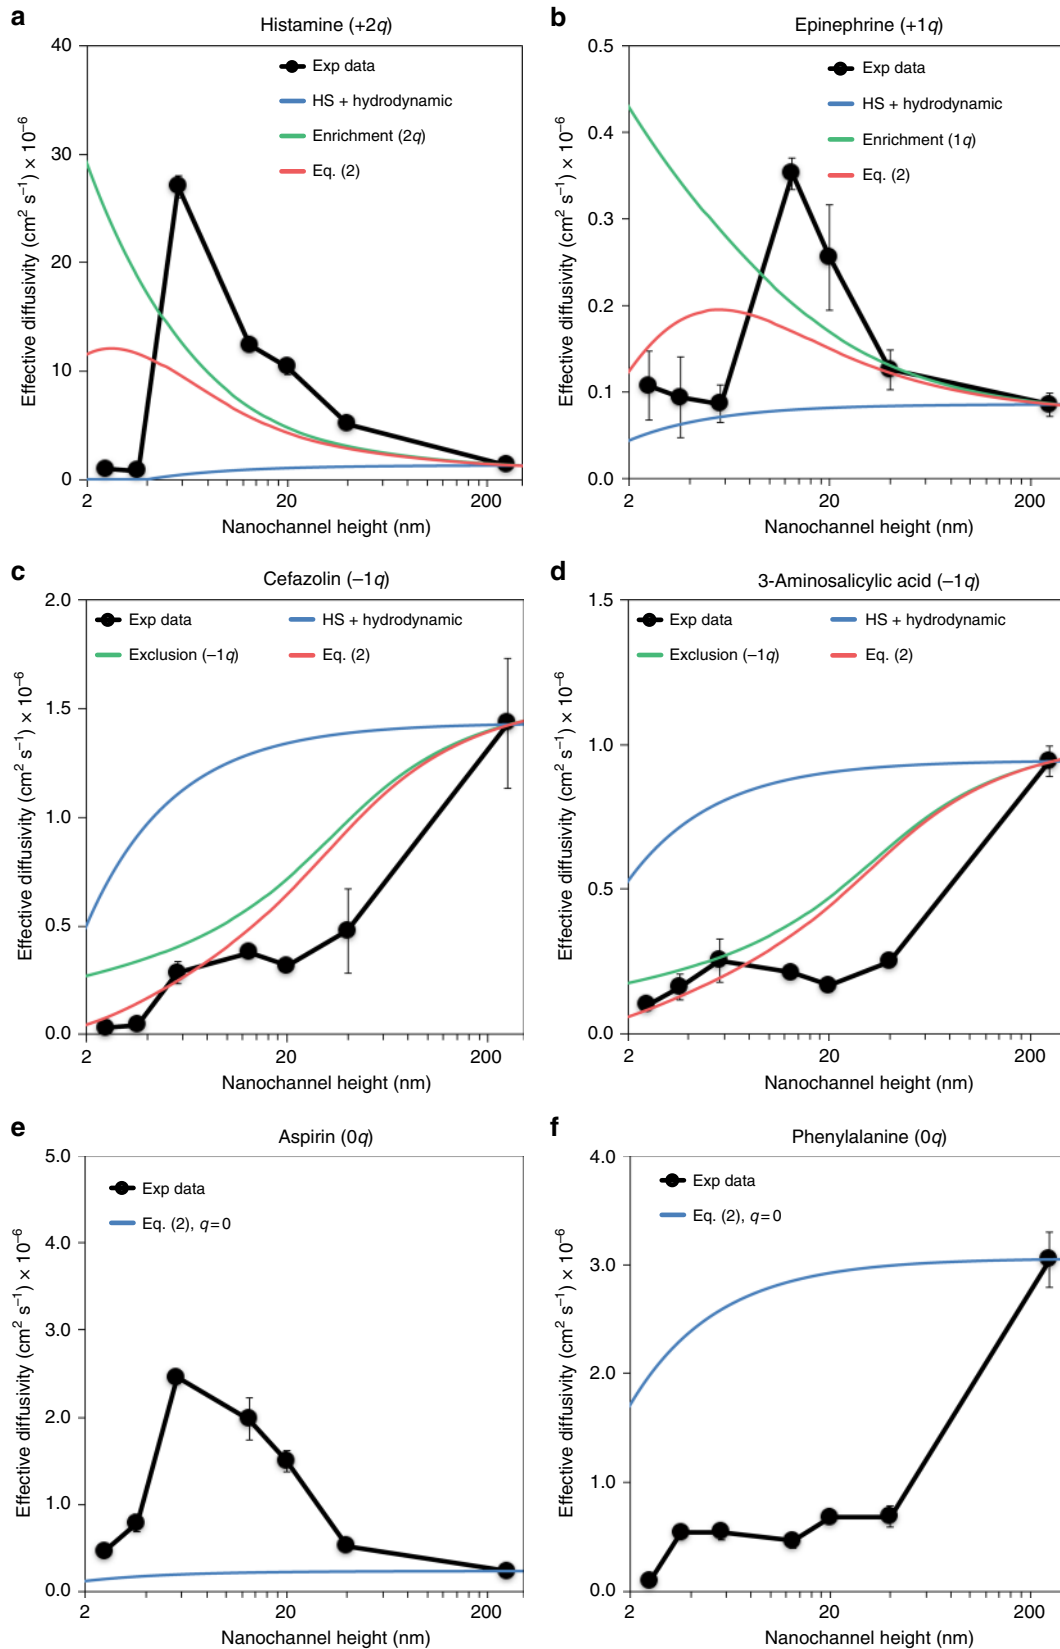 a
Histamine (+2q)
40
30
20
10
0
Effective diffusivity (cm² s⁻¹) × 10⁻⁶
Exp data
HS + hydrodynamic
Enrichment (2q)
Eq. (2)
2
20
200
Nanochannel height (nm)
b
Epinephrine (+1q)
0.5
0.4
0.3
0.2
0.1
0.0
Effective diffusivity (cm² s⁻¹) × 10⁻⁶
Exp data
HS + hydrodynamic
Enrichment (1q)
Eq. (2)
2
20
200
Nanochannel height (nm)
c
Cefazolin (–1q)
2.0
1.5
1.0
0.5
0.0
Effective diffusivity (cm² s⁻¹) × 10⁻⁶
Exp data
HS + hydrodynamic
Exclusion (–1q)
Eq. (2)
2
20
200
Nanochannel height (nm)
d
3-Aminosalicylic acid (–1q)
1.5
1.0
0.5
0.0
Effective diffusivity (cm² s⁻¹) × 10⁻⁶
Exp data
HS + hydrodynamic
Exclusion (–1q)
Eq. (2)
2
20
200
Nanochannel height (nm)
e
Aspirin (0q)
5.0
4.0
3.0
2.0
1.0
0.0
Effective diffusivity (cm² s⁻¹) × 10⁻⁶
Exp data
Eq. (2), q=0
2
20
200
Nanochannel height (nm)
f
Phenylalanine (0q)
4.0
3.0
2.0
1.0
0.0
Effective diffusivity (cm² s⁻¹) × 10⁻⁶
Exp data
Eq. (2), q=0
2
20
200
Nanochannel height (nm)